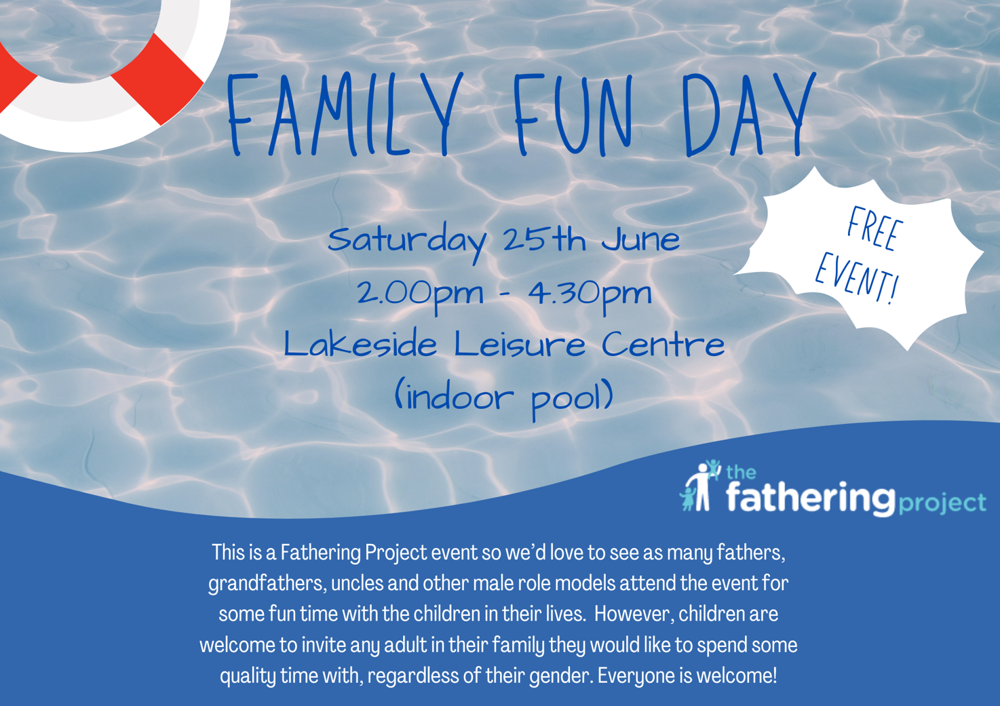 FAMILY FUN DAY
Saturday 25th June
2.00pm - 4.30pm
Lakeside Leisure Centre
(indoor pool)
FREE
EVENT!
the
fatheringproject
This is a Fathering Project event so we'd love to see as many fathers,
grandfathers, uncles and other male role models attend the event for
some fun time with the children in their lives.  However, children are
welcome to invite any adult in their family they would like to spend some
quality time with, regardless of their gender. Everyone is welcome!